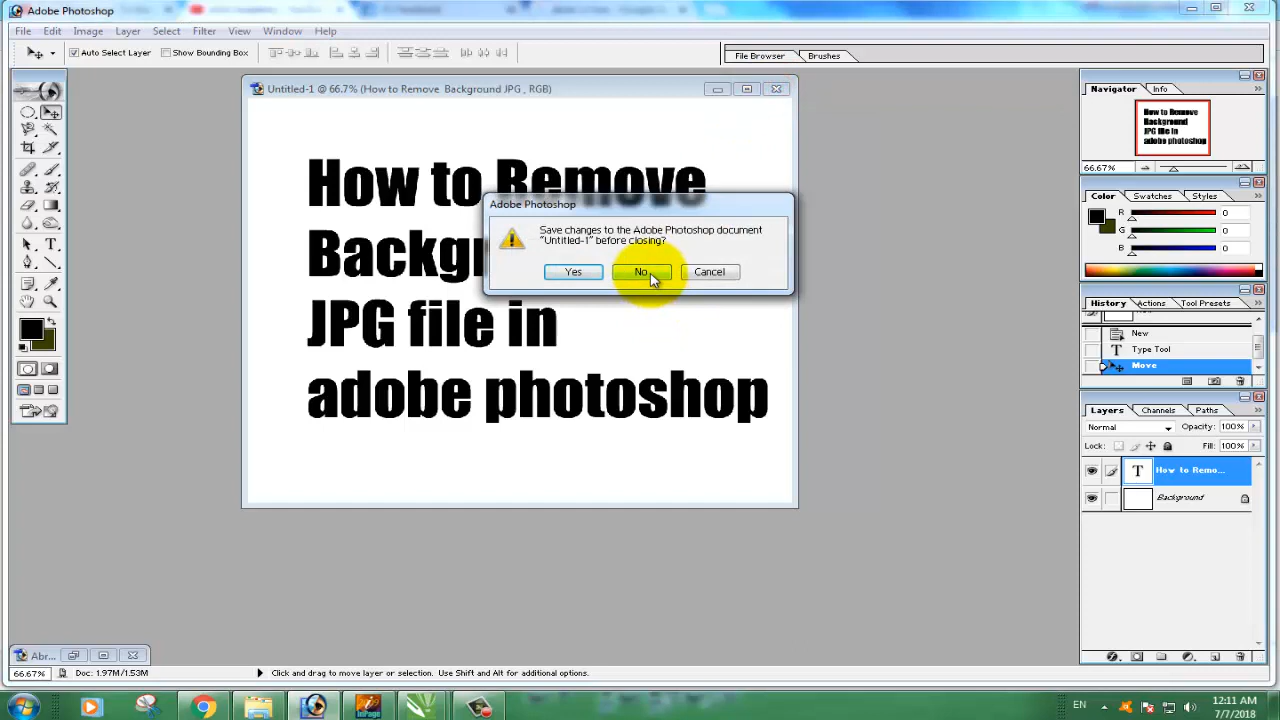 Adobe Photoshop
File Edit Image Layer Select Filter View Window Help
Auto Select Layer Show Bounding Box
File Browser Brushes
Untitled-1 @ 66.7% (How to Remove Background JPG , RGB)
How to Remove
Backgr
JPG file in
adobe photoshop
Adobe Photoshop
Save changes to the Adobe Photoshop document
"Untitled-1" before closing?
Yes No Cancel
Navigator Info
How to Remove
Background
JPG file in
adobe photoshop
66.67%
Color Swatches Styles
R 0
G 0
B 0
History Actions Tool Presets
New
Type Tool
Move
Layers Channels Paths
Normal Opacity: 100%
Lock: Fill: 100%
T How to Remo...
Background
Abr...
66.67% Doc: 1.97M/1.53M Click and drag to move layer or selection. Use Shift and Alt for additional options.
InPage
EN
12:11 AM
7/7/2018